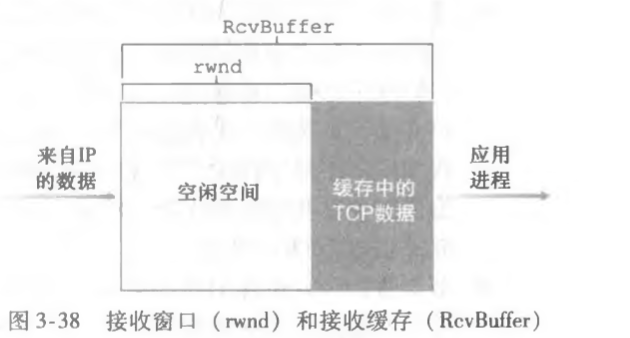 RcvBuffer
rwnd
来自IP
的数据
空闲空间
缓存中的
TCP数据
应用
进程
图 3-38 接收窗口(rwnd)和接收缓存(RcvBuffer)